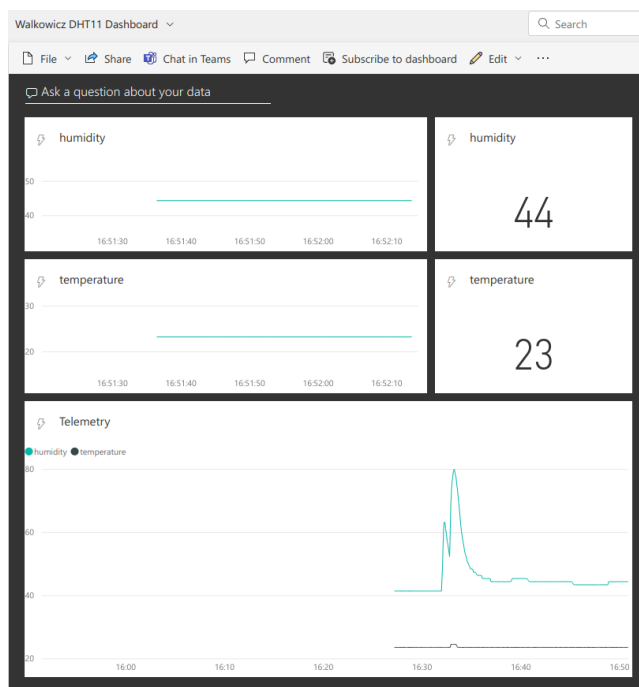 Walkowicz DHT11 Dashboard
Search
File Share Chat in Teams Comment Subscribe to dashboard Edit ...
Ask a question about your data
humidity
50
40
16:51:30 16:51:40 16:51:50 16:52:00 16:52:10
humidity
44
temperature
30
20
16:51:30 16:51:40 16:51:50 16:52:00 16:52:10
temperature
23
Telemetry
humidity temperature
80
60
40
20
16:00 16:10 16:20 16:30 16:40 16:50